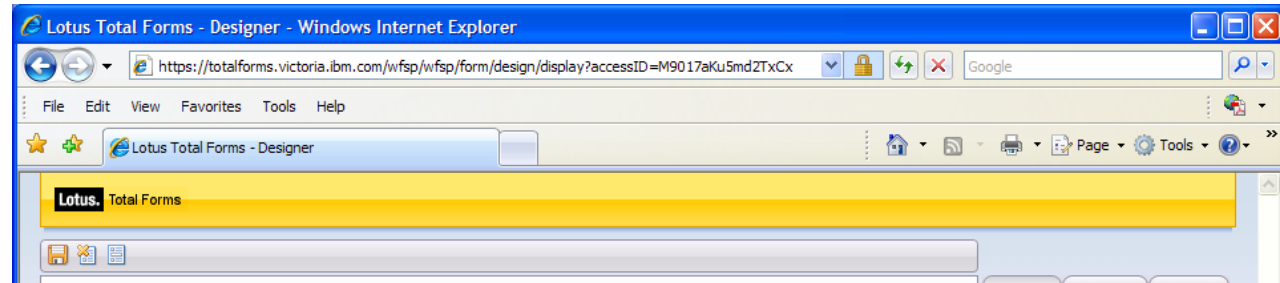 Lotus Total Forms - Designer - Windows Internet Explorer
https://totalforms.victoria.ibm.com/wfsp/wfsp/form/design/display?accessID=M9017aKu5md2TxCx Google
File Edit View Favorites Tools Help
Lotus Total Forms - Designer Page Tools »
Lotus. Total Forms